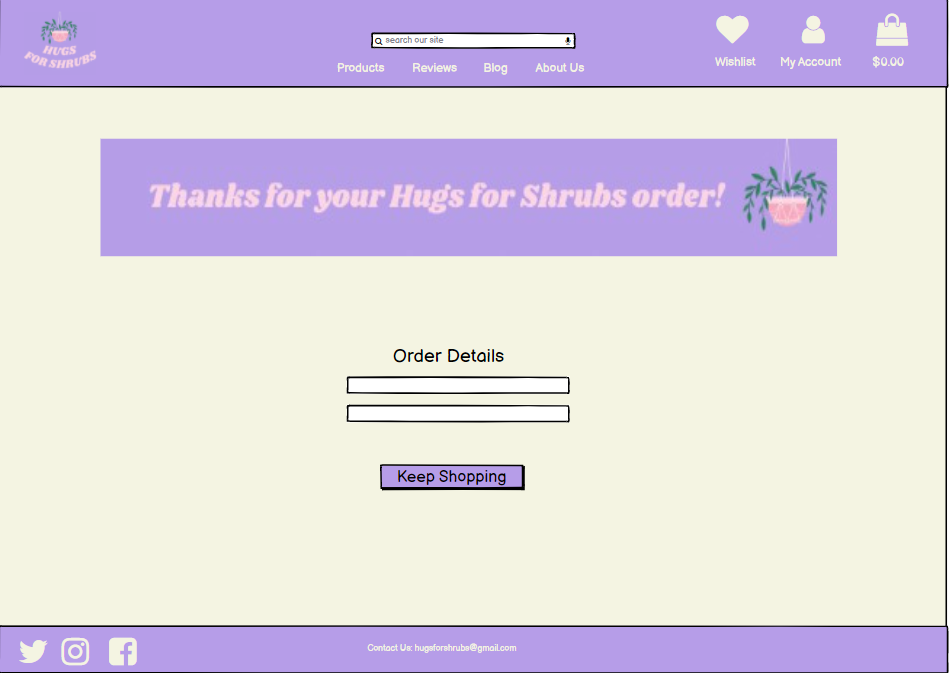 HUGS
FOR SHRUBS
search our site
Products Reviews Blog About Us
Wishlist My Account $0.00
Thanks for your Hugs for Shrubs order!
Order Details
Keep Shopping
Contact Us: hugsforshrubs@gmail.com